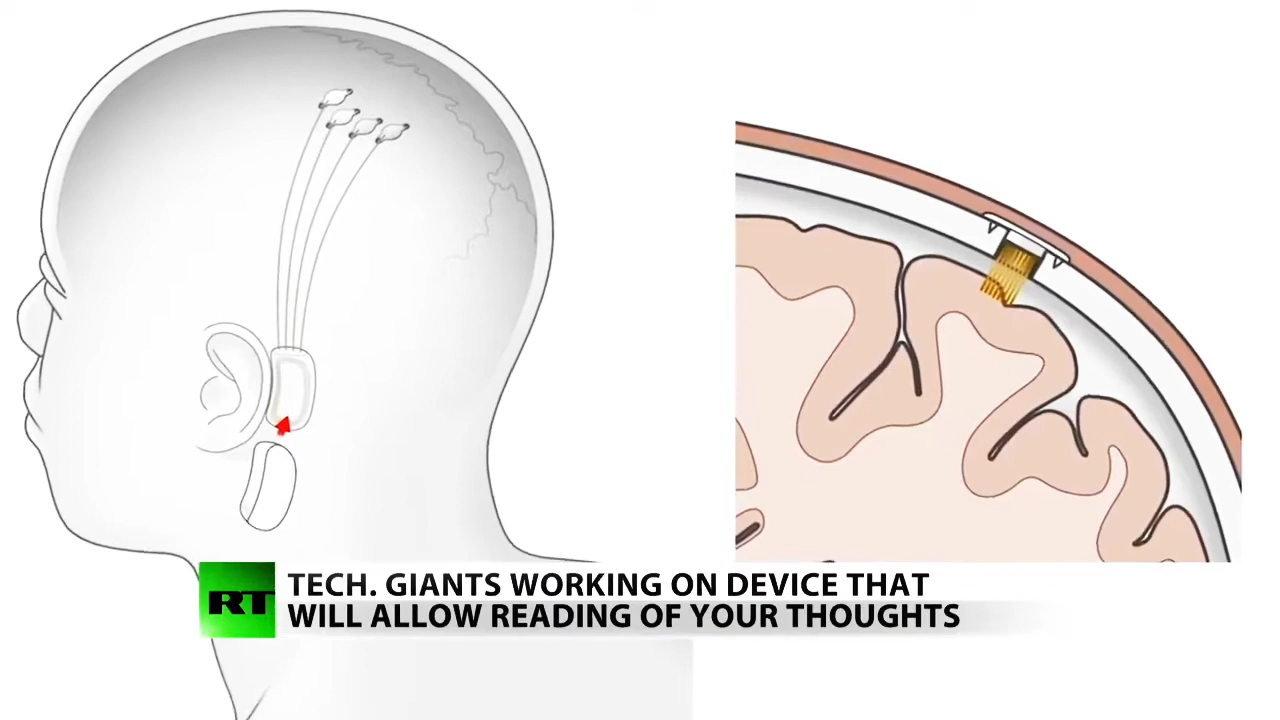 RT
TECH. GIANTS WORKING ON DEVICE THAT
WILL ALLOW READING OF YOUR THOUGHTS